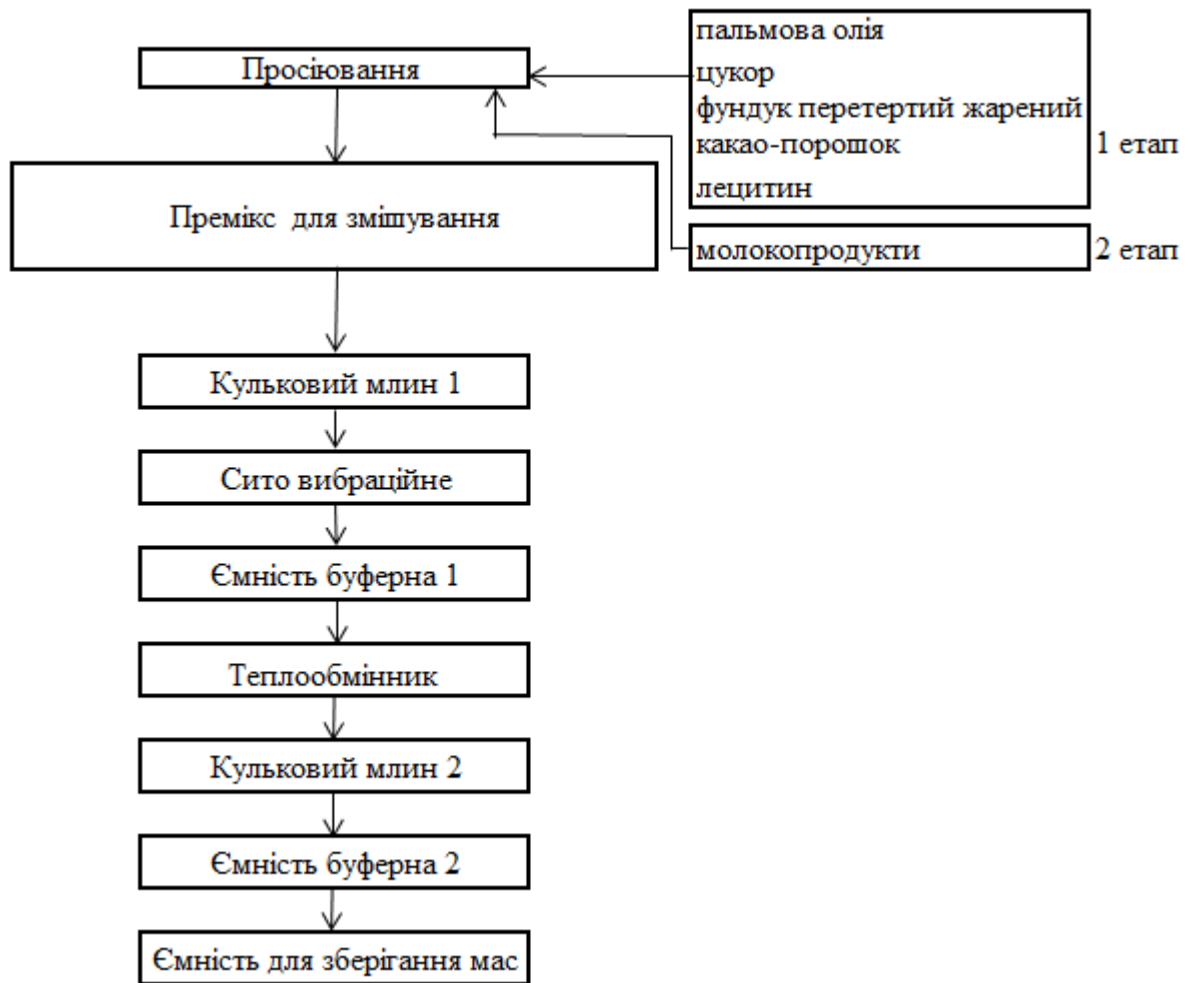 Просіювання
пальмова олія
цукор
фундук перетертий жарений
какао-порошок
лецитин
1 етап
молокопродукти
2 етап
Премікс для змішування
Кульковий млин 1
Сито вибраційне
Ємність буферна 1
Теплообмінник
Кульковий млин 2
Ємність буферна 2
Ємність для зберігання мас